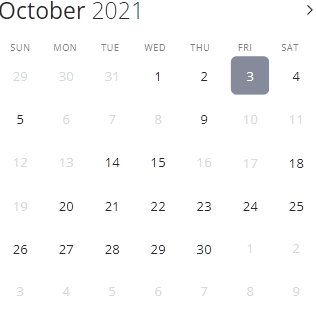 October 2021
SUN MON TUE WED THU FRI SAT
29 30 31 1 2 3 4
5 6 7 8 9 10 11
12 13 14 15 16 17 18
19 20 21 22 23 24 25
26 27 28 29 30 1 2
3 4 5 6 7 8 9